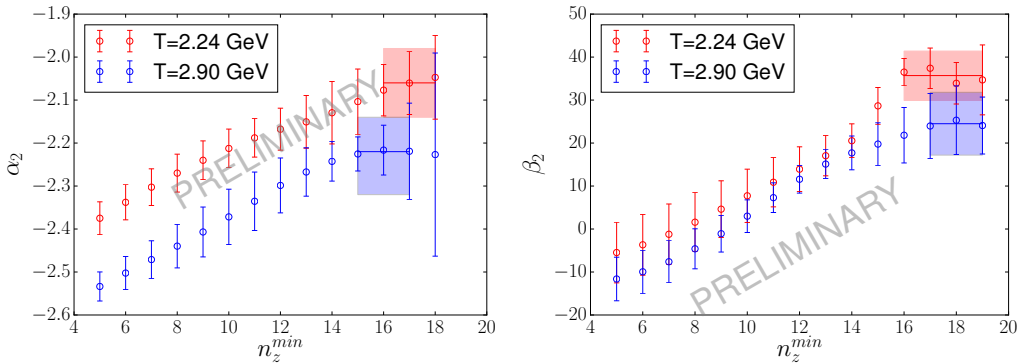 T=2.24 GeV
T=2.90 GeV
PRELIMINARY
α₂
−1.9
−2.0
−2.1
−2.2
−2.3
−2.4
−2.5
−2.6
4 6 8 10 12 14 16 18 20
n_z^{min}
T=2.24 GeV
T=2.90 GeV
PRELIMINARY
β₂
50
40
30
20
10
0
−10
−20
4 6 8 10 12 14 16 18 20
n_z^{min}